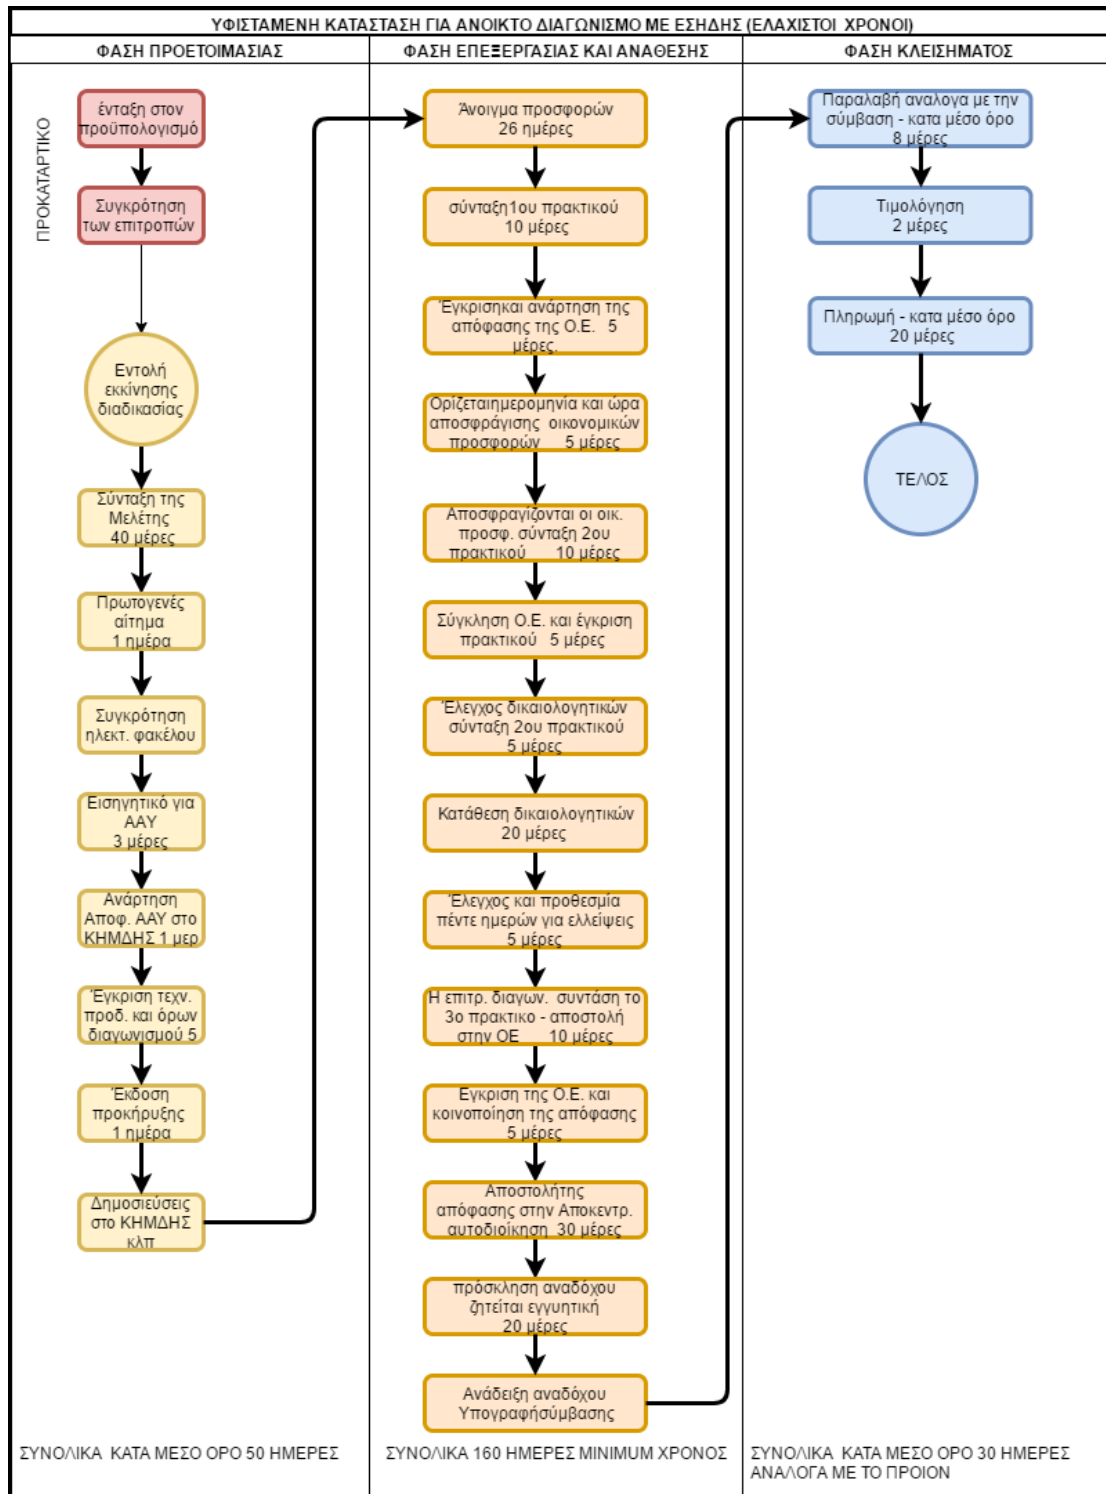 ΥΦΙΣΤΑΜΕΝΗ ΚΑΤΑΣΤΑΣΗ ΓΙΑ ΑΝΟΙΚΤΟ ΔΙΑΓΩΝΙΣΜΟ ΜΕ ΕΣΗΔΗΣ (ΕΛΑΧΙΣΤΟΙ ΧΡΟΝΟΙ)
ΦΑΣΗ ΠΡΟΕΤΟΙΜΑΣΙΑΣ
ΠΡΟΚΑΤΑΡΤΙΚΟ
ένταξη στον
προϋπολογισμό
Συγκρότηση
των επιτροπών
Εντολή
εκκίνησης
διαδικασίας
Σύνταξη της
Μελέτης
40 μέρες
Πρωτογενές
αίτημα
1 ημέρα
Συγκρότηση
ηλεκτ. φακέλου
Εισηγητικό για
ΑΑΥ
3 μέρες
Ανάρτηση
Αποφ. ΑΑΥ στο
ΚΗΜΔΗΣ 1 μερ
Έγκριση τεχν.
προδ. και όρων
διαγωνισμού 5
Έκδοση
προκήρυξης
1 ημέρα
Δημοσιεύσεις
στο ΚΗΜΔΗΣ
κλπ
ΣΥΝΟΛΙΚΑ ΚΑΤΑ ΜΕΣΟ ΟΡΟ 50 ΗΜΕΡΕΣ
ΦΑΣΗ ΕΠΕΞΕΡΓΑΣΙΑΣ ΚΑΙ ΑΝΑΘΕΣΗΣ
Άνοιγμα προσφορών
26 ημέρες
σύνταξη1ου πρακτικού
10 μέρες
Έγκρισηκαι ανάρτηση της
απόφασης της Ο.Ε. 5
μέρες.
Ορίζεταιημερομηνία και ώρα
αποσφράγισης οικονομικών
προσφορών 5 μέρες
Αποσφραγίζονται οι οικ.
προσφ. σύνταξη 2ου
πρακτικού 10 μέρες
Σύγκληση Ο.Ε. και έγκριση
πρακτικού 5 μέρες
Έλεγχος δικαιολογητικών
σύνταξη 2ου πρακτικού
5 μέρες
Κατάθεση δικαιολογητικών
20 μέρες
Έλεγχος και προθεσμία
πέντε ημερών για ελλείψεις
5 μέρες
Η επιτρ. διαγων. συντάση το
3ο πρακτικο - αποστολή
στην ΟΕ 10 μέρες
Εγκριση της Ο.Ε. και
κοινοποίηση της απόφασης
5 μέρες
Αποστολήτης
απόφασης στην Αποκεντρ.
αυτοδιοίκηση 30 μέρες
πρόσκληση αναδόχου
ζητείται εγγυητική
20 μέρες
Ανάδειξη αναδόχου
Υπογραφήσύμβασης
ΣΥΝΟΛΙΚΑ 160 ΗΜΕΡΕΣ MINIMUM ΧΡΟΝΟΣ
ΦΑΣΗ ΚΛΕΙΣΗΜΑΤΟΣ
Παραλαβή αναλογα με την
σύμβαση - κατα μέσο όρο
8 μέρες
Τιμολόγηση
2 μέρες
Πληρωμή - κατα μέσο όρο
20 μέρες
ΤΕΛΟΣ
ΣΥΝΟΛΙΚΑ ΚΑΤΑ ΜΕΣΟ ΟΡΟ 30 ΗΜΕΡΕΣ
ΑΝΑΛΟΓΑ ΜΕ ΤΟ ΠΡΟΙΟΝ